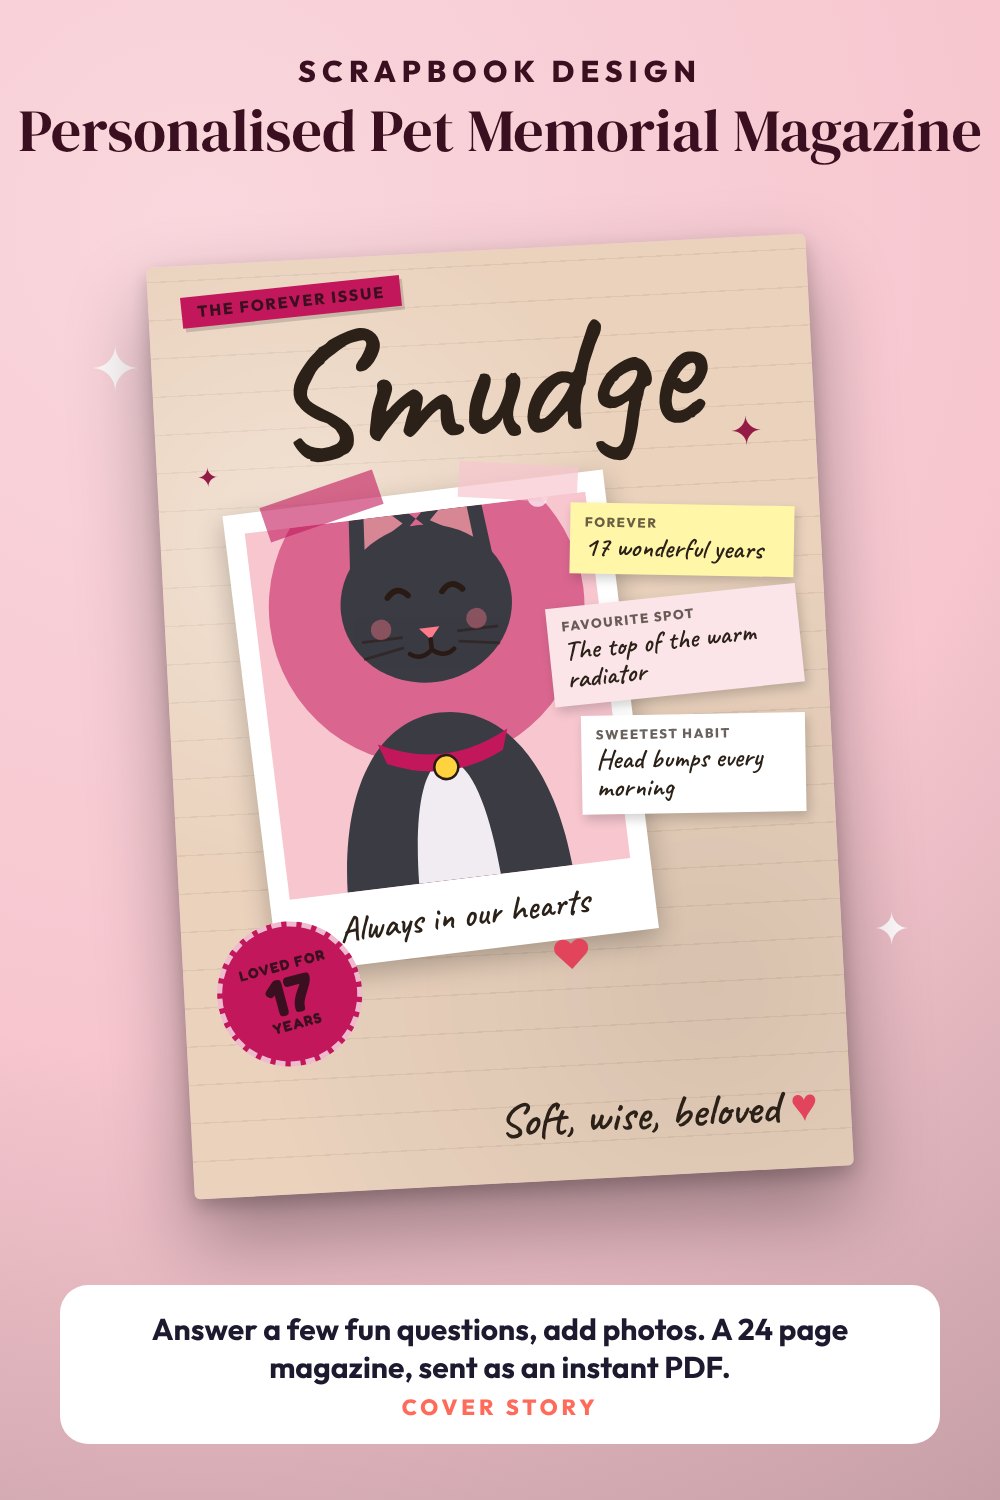 SCRAPBOOK DESIGN
Personalised Pet Memorial Magazine
THE FOREVER ISSUE
Smudge
FOREVER
17 wonderful years
FAVOURITE SPOT
The top of the warm
radiator
SWEETEST HABIT
Head bumps every
morning
Always in our hearts
LOVED FOR
17
YEARS
Soft, wise, beloved
Answer a few fun questions, add photos. A 24 page
magazine, sent as an instant PDF.
COVER STORY